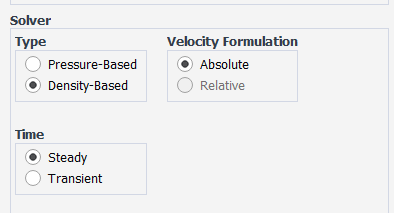 Solver
Type
Pressure-Based
Density-Based
Velocity Formulation
Absolute
Relative
Time
Steady
Transient